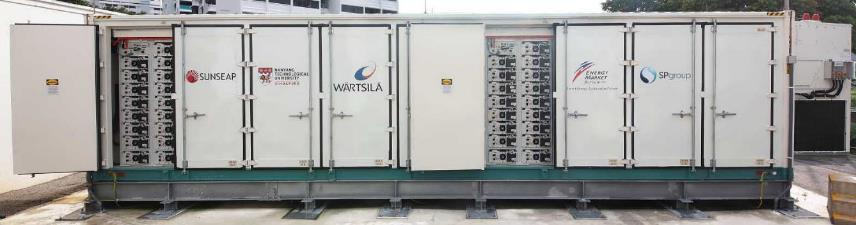 SUNSEAP
NANYANG
TECHNOLOGICAL
UNIVERSITY
SINGAPORE
WÄRTSILÄ
ENERGY
MARKET
AUTHORITY
SPgroup